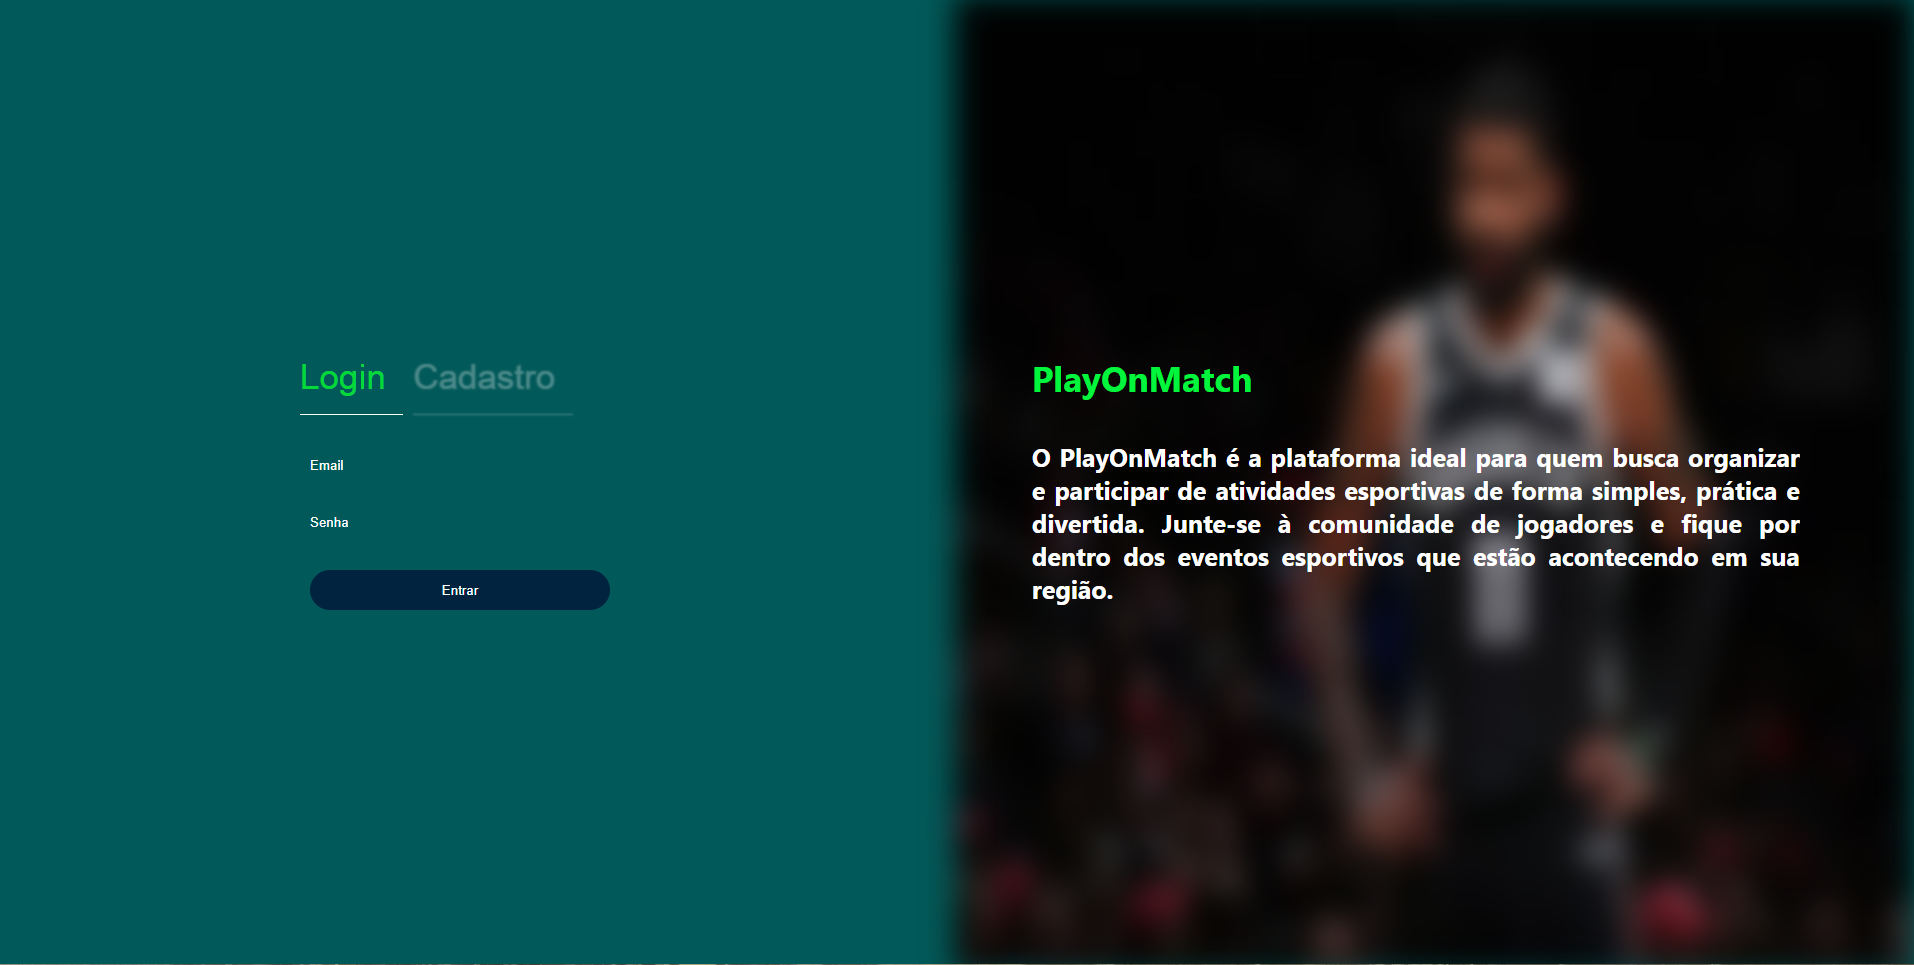 Login Cadastro
Email
Senha
Entrar
PlayOnMatch
O PlayOnMatch é a plataforma ideal para quem busca organizar
e participar de atividades esportivas de forma simples, prática e
divertida. Junte-se à comunidade de jogadores e fique por
dentro dos eventos esportivos que estão acontecendo em sua
região.